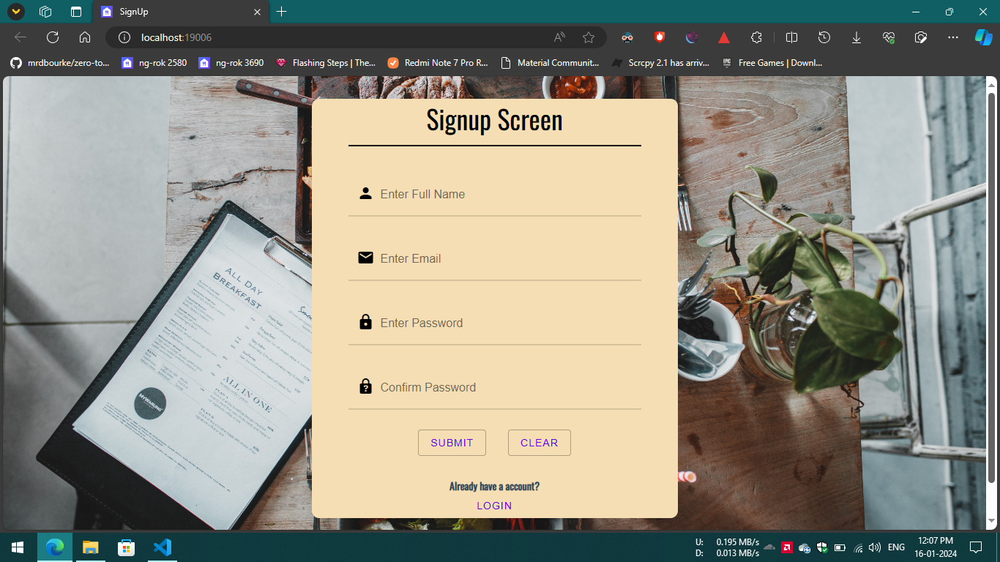 SignUp
localhost:19006
mrdbourke/zero-to...
ng-rok 2580
ng-rok 3690
Flashing Steps | The...
Redmi Note 7 Pro R...
Material Communit...
Scrcpy 2.1 has arriv...
Free Games | Downl...
Signup Screen
Enter Full Name
Enter Email
Enter Password
Confirm Password
SUBMIT
CLEAR
Already have a account?
LOGIN
ALL DAY
BREAKFAST
ALL IN ONE
MYWARUNG!
U: 0.195 MB/s
D: 0.013 MB/s
ENG
12:07 PM
16-01-2024